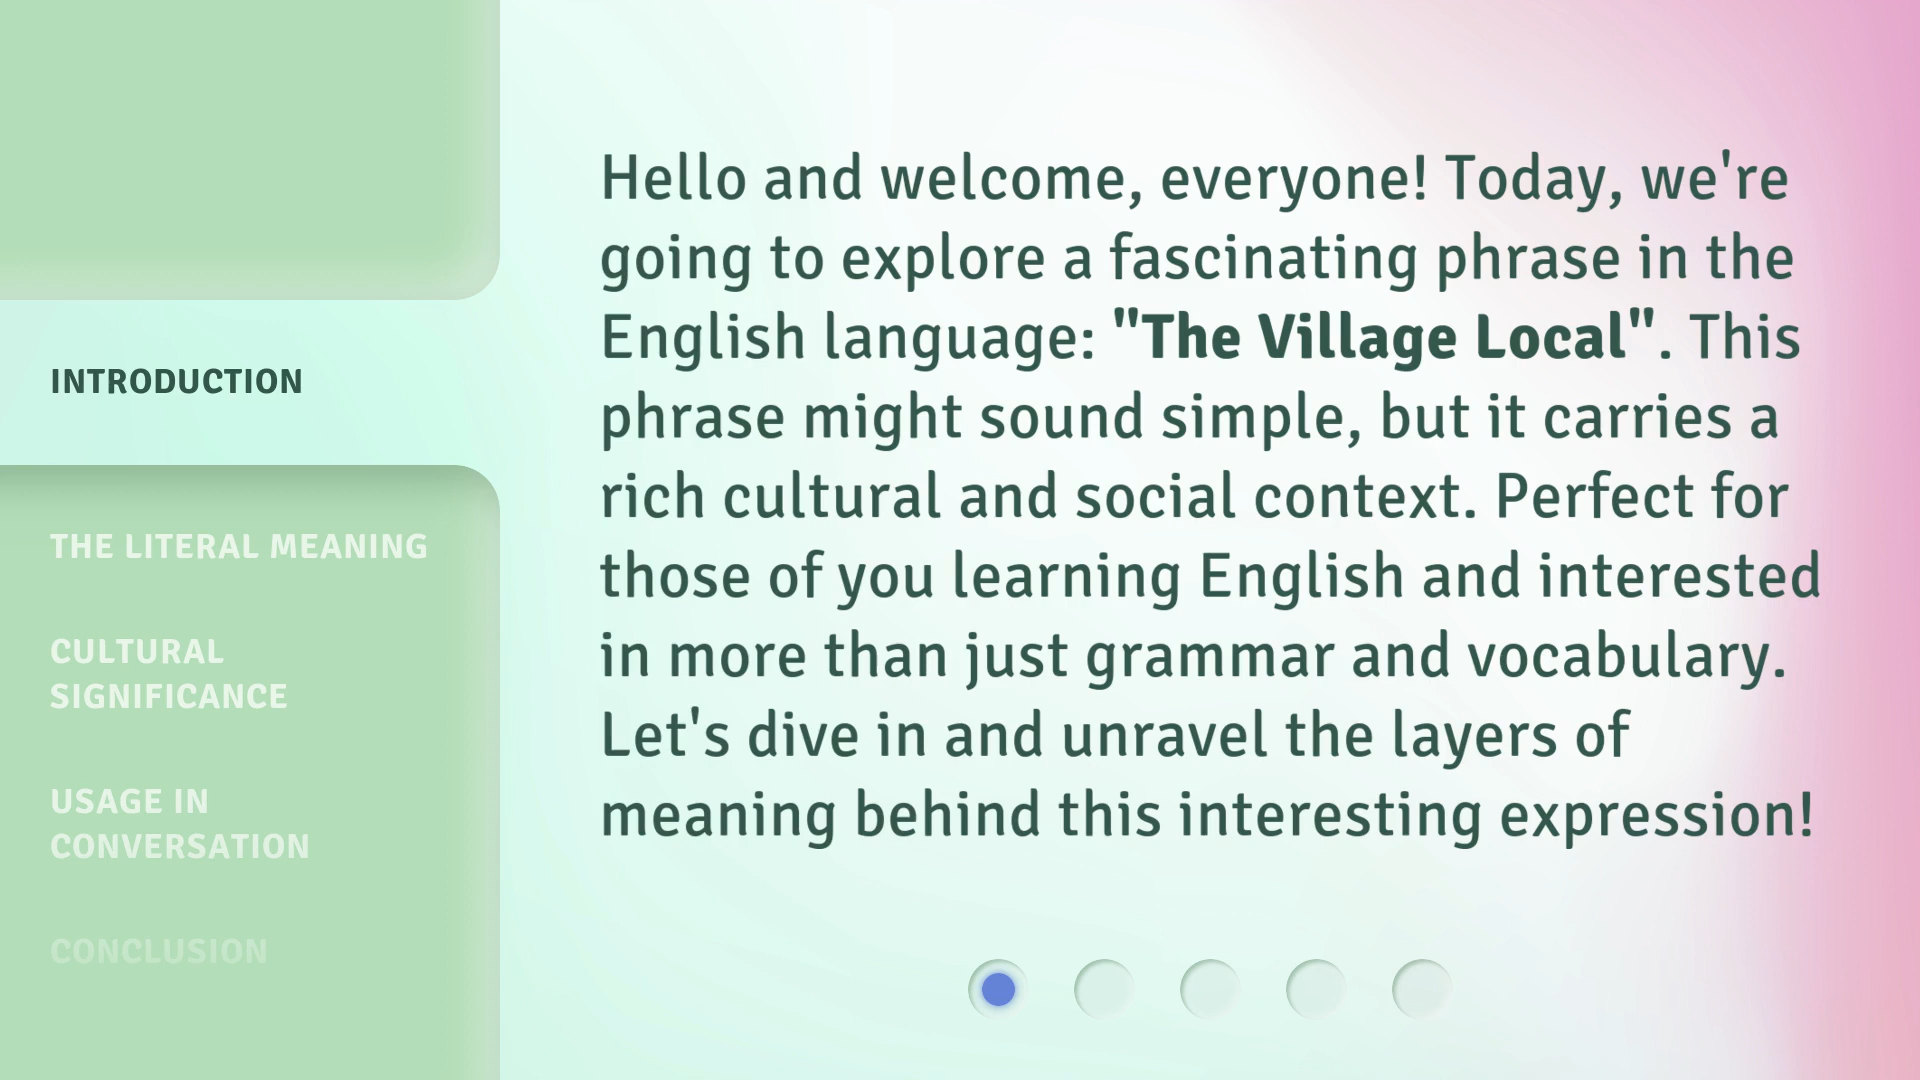 INTRODUCTION
THE LITERAL MEANING
CULTURAL
SIGNIFICANCE
USAGE IN
CONVERSATION
CONCLUSION
Hello and welcome, everyone! Today, we're
going to explore a fascinating phrase in the
English language: "The Village Local". This
phrase might sound simple, but it carries a
rich cultural and social context. Perfect for
those of you learning English and interested
in more than just grammar and vocabulary.
Let's dive in and unravel the layers of
meaning behind this interesting expression!